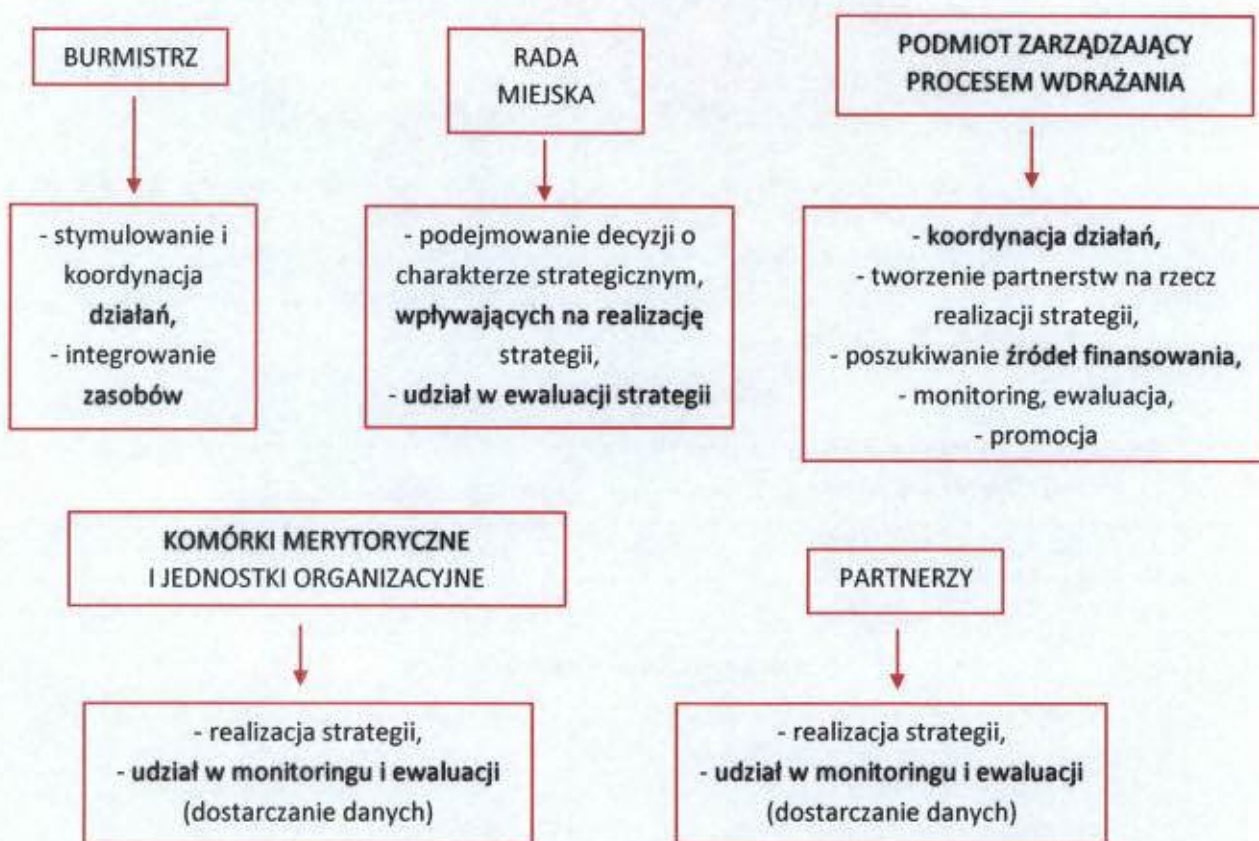 BURMISTRZ
RADA
MIEJSKA
PODMIOT ZARZĄDZAJĄCY
PROCESEM WDRAŻANIA
- stymulowanie i
koordynacja
działań,
- integrowanie
zasobów
- podejmowanie decyzji o
charakterze strategicznym,
wpływających na realizację
strategii,
- udział w ewaluacji strategii
- koordynacja działań,
- tworzenie partnerstw na rzecz
realizacji strategii,
- poszukiwanie źródeł finansowania,
- monitoring, ewaluacja,
- promocja
KOMÓRKI MERYTORYCZNE
I JEDNOSTKI ORGANIZACYJNE
PARTNERZY
- realizacja strategii,
- udział w monitoringu i ewaluacji
(dostarczanie danych)
- realizacja strategii,
- udział w monitoringu i ewaluacji
(dostarczanie danych)